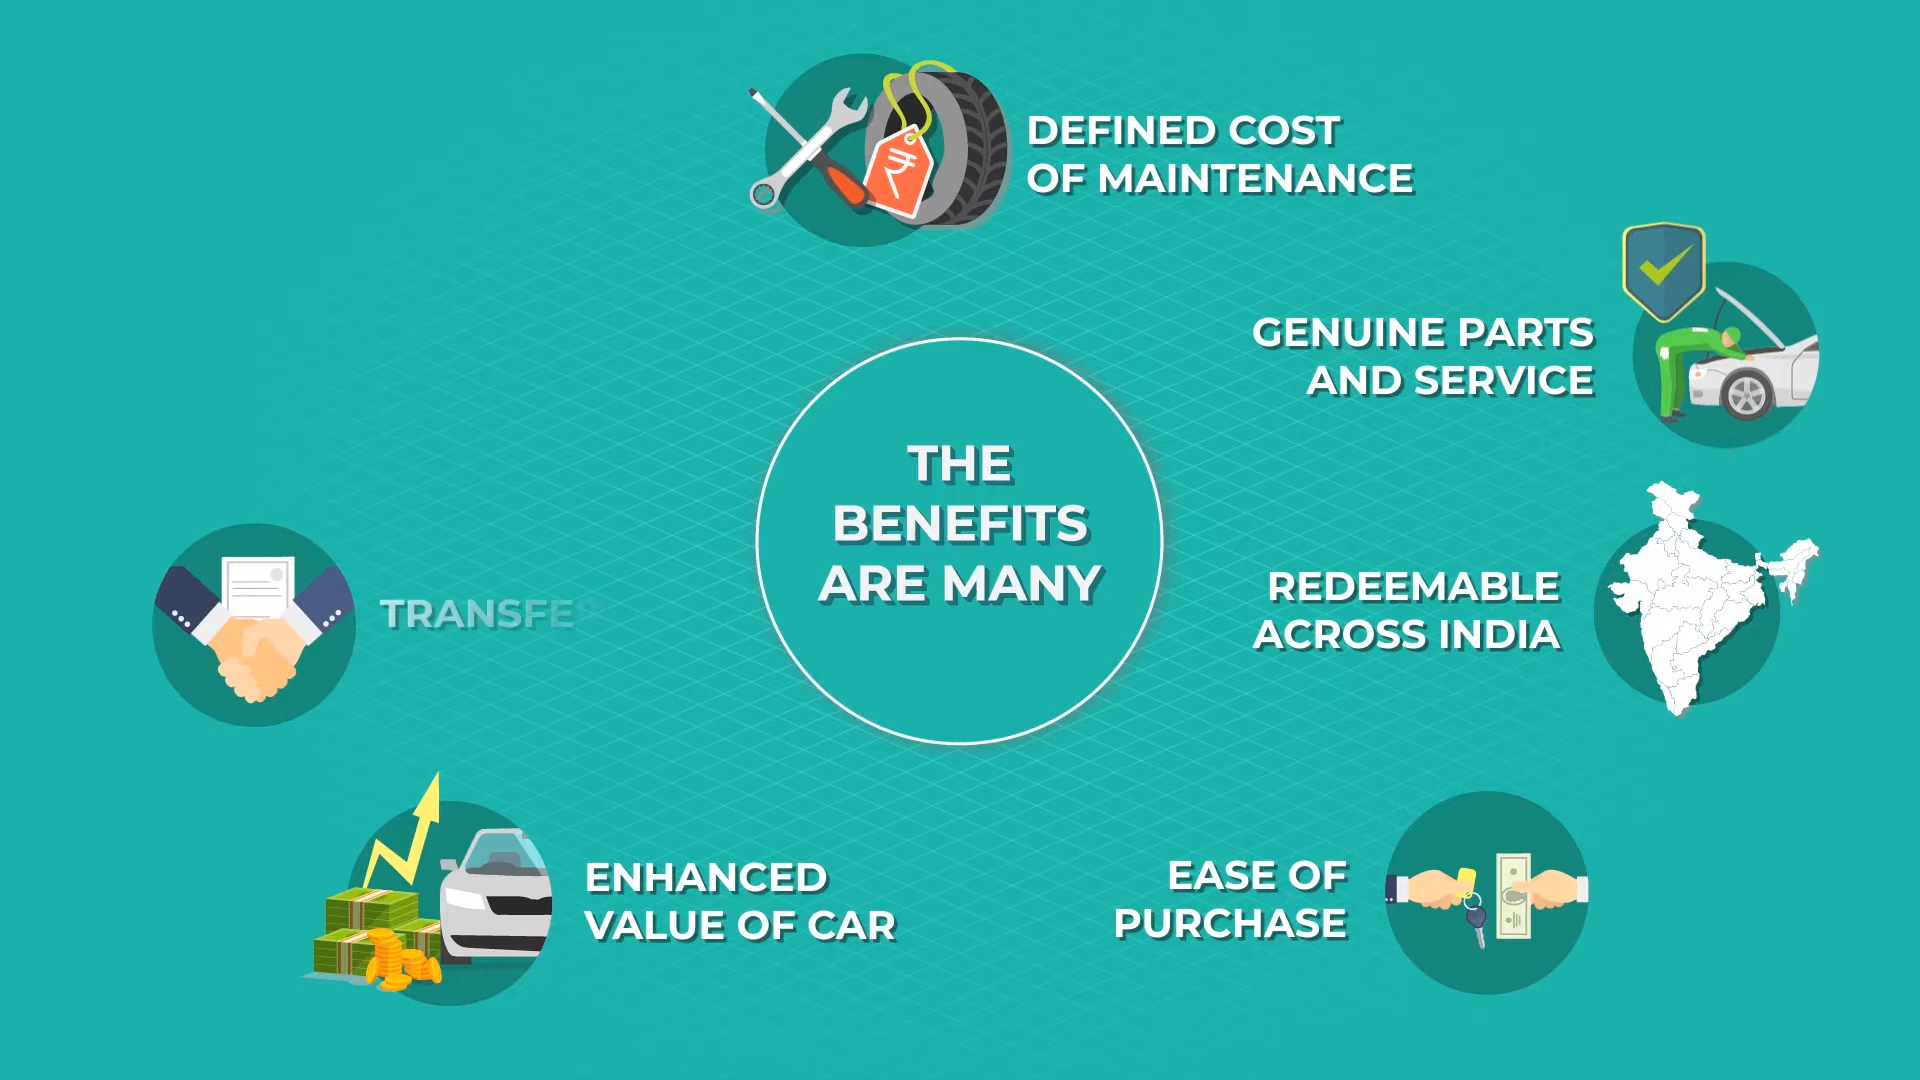 DEFINED COST
OF MAINTENANCE
GENUINE PARTS
AND SERVICE
THE
BENEFITS
ARE MANY
REDEEMABLE
ACROSS INDIA
ENHANCED
VALUE OF CAR
EASE OF
PURCHASE